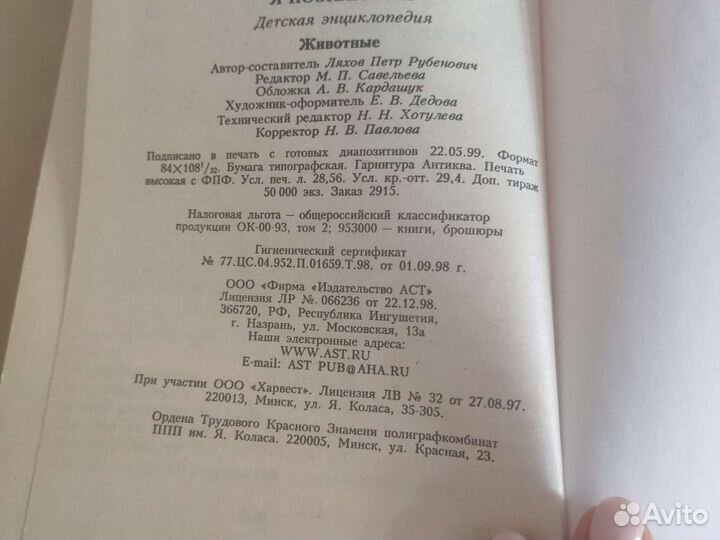 Детская энциклопедия
Животные
Автор-составитель Ляхов Петр Рубенович
Редактор М. П. Савельева
Обложка А. В. Кардащук
Художник-оформитель Е. В. Дедова
Технический редактор Н. Н. Хотулева
Корректор Н. В. Павлова
Подписано в печать с готовых диапозитивов 22.05.99. Формат
84×108¹/₃₂. Бумага типографская. Гарнитура Антиква. Печать
высокая с ФПФ. Усл. печ. л. 28,56. Усл. кр.-отт. 29,4. Доп. тираж
50 000 экз. Заказ 2915.
Налоговая льгота — общероссийский классификатор
продукции ОК-00-93, том 2; 953000 — книги, брошюры
Гигиенический сертификат
№ 77.ЦС.04.952.П.01659.Т.98. от 01.09.98 г.
ООО «Фирма «Издательство АСТ»
Лицензия ЛР №. 066236 от 22.12.98.
366720, РФ, Республика Ингушетия,
г. Назрань, ул. Московская, 13а
Наши электронные адреса:
WWW.AST.RU
E-mail: AST PUB@AHA.RU
При участии ООО «Харвест». Лицензия ЛВ № 32 от 27.08.97.
220013, Минск, ул. Я. Коласа, 35-305.
Ордена Трудового Красного Знамени полиграфкомбинат
ППП им. Я. Коласа. 220005, Минск, ул. Красная, 23.
Avito